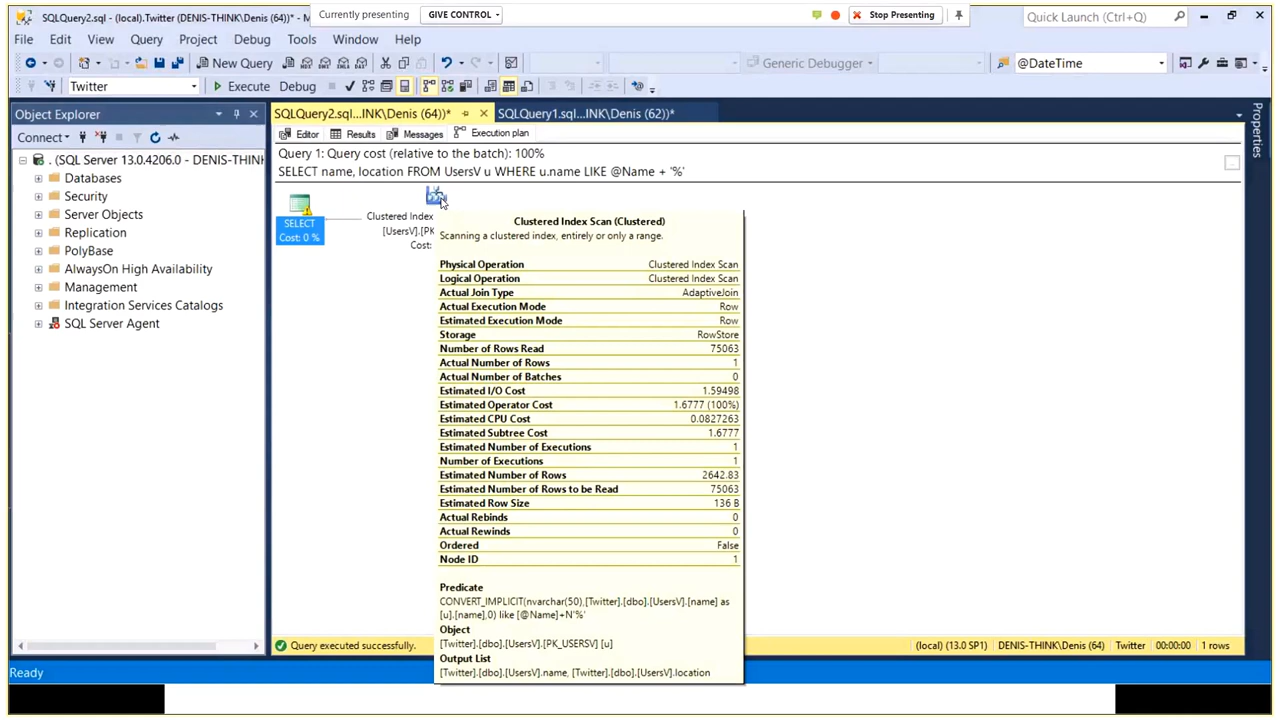 SQLQuery2.sql - (local).Twitter (DENIS-THINK\Denis (64))* - M
Currently presenting
GIVE CONTROL
Stop Presenting
Quick Launch (Ctrl+Q)
File Edit View Query Project Debug Tools Window Help
New Query
Generic Debugger
@DateTime
Twitter
Execute
Debug
Object Explorer
SQLQuery2.sql...INK\Denis (64))*
SQLQuery1.sql...INK\Denis (62))*
Properties
Connect
Editor
Results
Messages
Execution plan
. (SQL Server 13.0.4206.0 - DENIS-THINK
Databases
Security
Server Objects
Replication
PolyBase
AlwaysOn High Availability
Management
Integration Services Catalogs
SQL Server Agent
Query 1: Query cost (relative to the batch): 100%
SELECT name, location FROM UsersV u WHERE u.name LIKE @Name + '%'
SELECT
Cost: 0 %
Clustered Index
[UsersV].[PK
Cost:
Clustered Index Scan (Clustered)
Scanning a clustered index, entirely or only a range.
Physical Operation Clustered Index Scan
Logical Operation Clustered Index Scan
Actual Join Type AdaptiveJoin
Actual Execution Mode Row
Estimated Execution Mode Row
Storage RowStore
Number of Rows Read 75063
Actual Number of Rows 1
Actual Number of Batches 0
Estimated I/O Cost 1.59498
Estimated Operator Cost 1.6777 (100%)
Estimated CPU Cost 0.0827263
Estimated Subtree Cost 1.6777
Estimated Number of Executions 1
Number of Executions 1
Estimated Number of Rows 2642.83
Estimated Number of Rows to be Read 75063
Estimated Row Size 136 B
Actual Rebinds 0
Actual Rewinds 0
Ordered False
Node ID 1
Predicate
CONVERT_IMPLICIT(nvarchar(50),[Twitter].[dbo].[UsersV].[name] as
[u].[name],0) like [@Name]+N'%'
Object
[Twitter].[dbo].[UsersV].[PK_USERSV] [u]
Output List
[Twitter].[dbo].[UsersV].name, [Twitter].[dbo].[UsersV].location
Query executed successfully.
(local) (13.0 SP1) DENIS-THINK\Denis (64) Twitter 00:00:00 1 rows
Ready